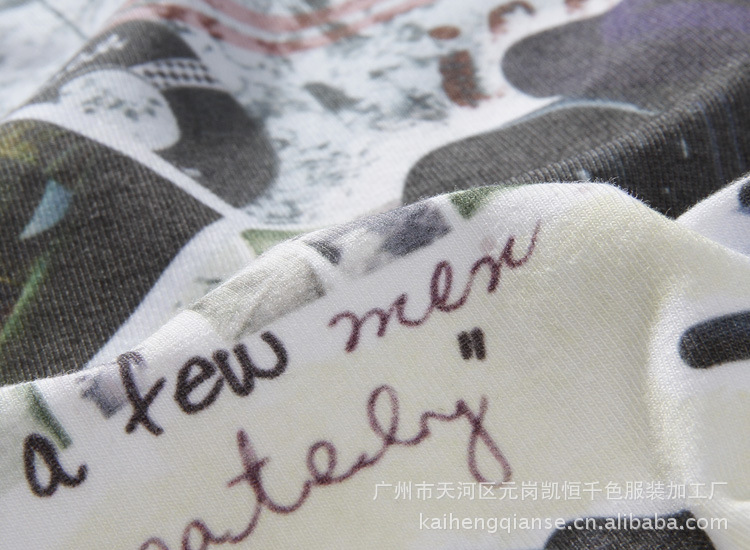 a few men
"
广州市天河区元岗凯恒千色服装加工厂
kaihengqianse.cn.alibaba.com